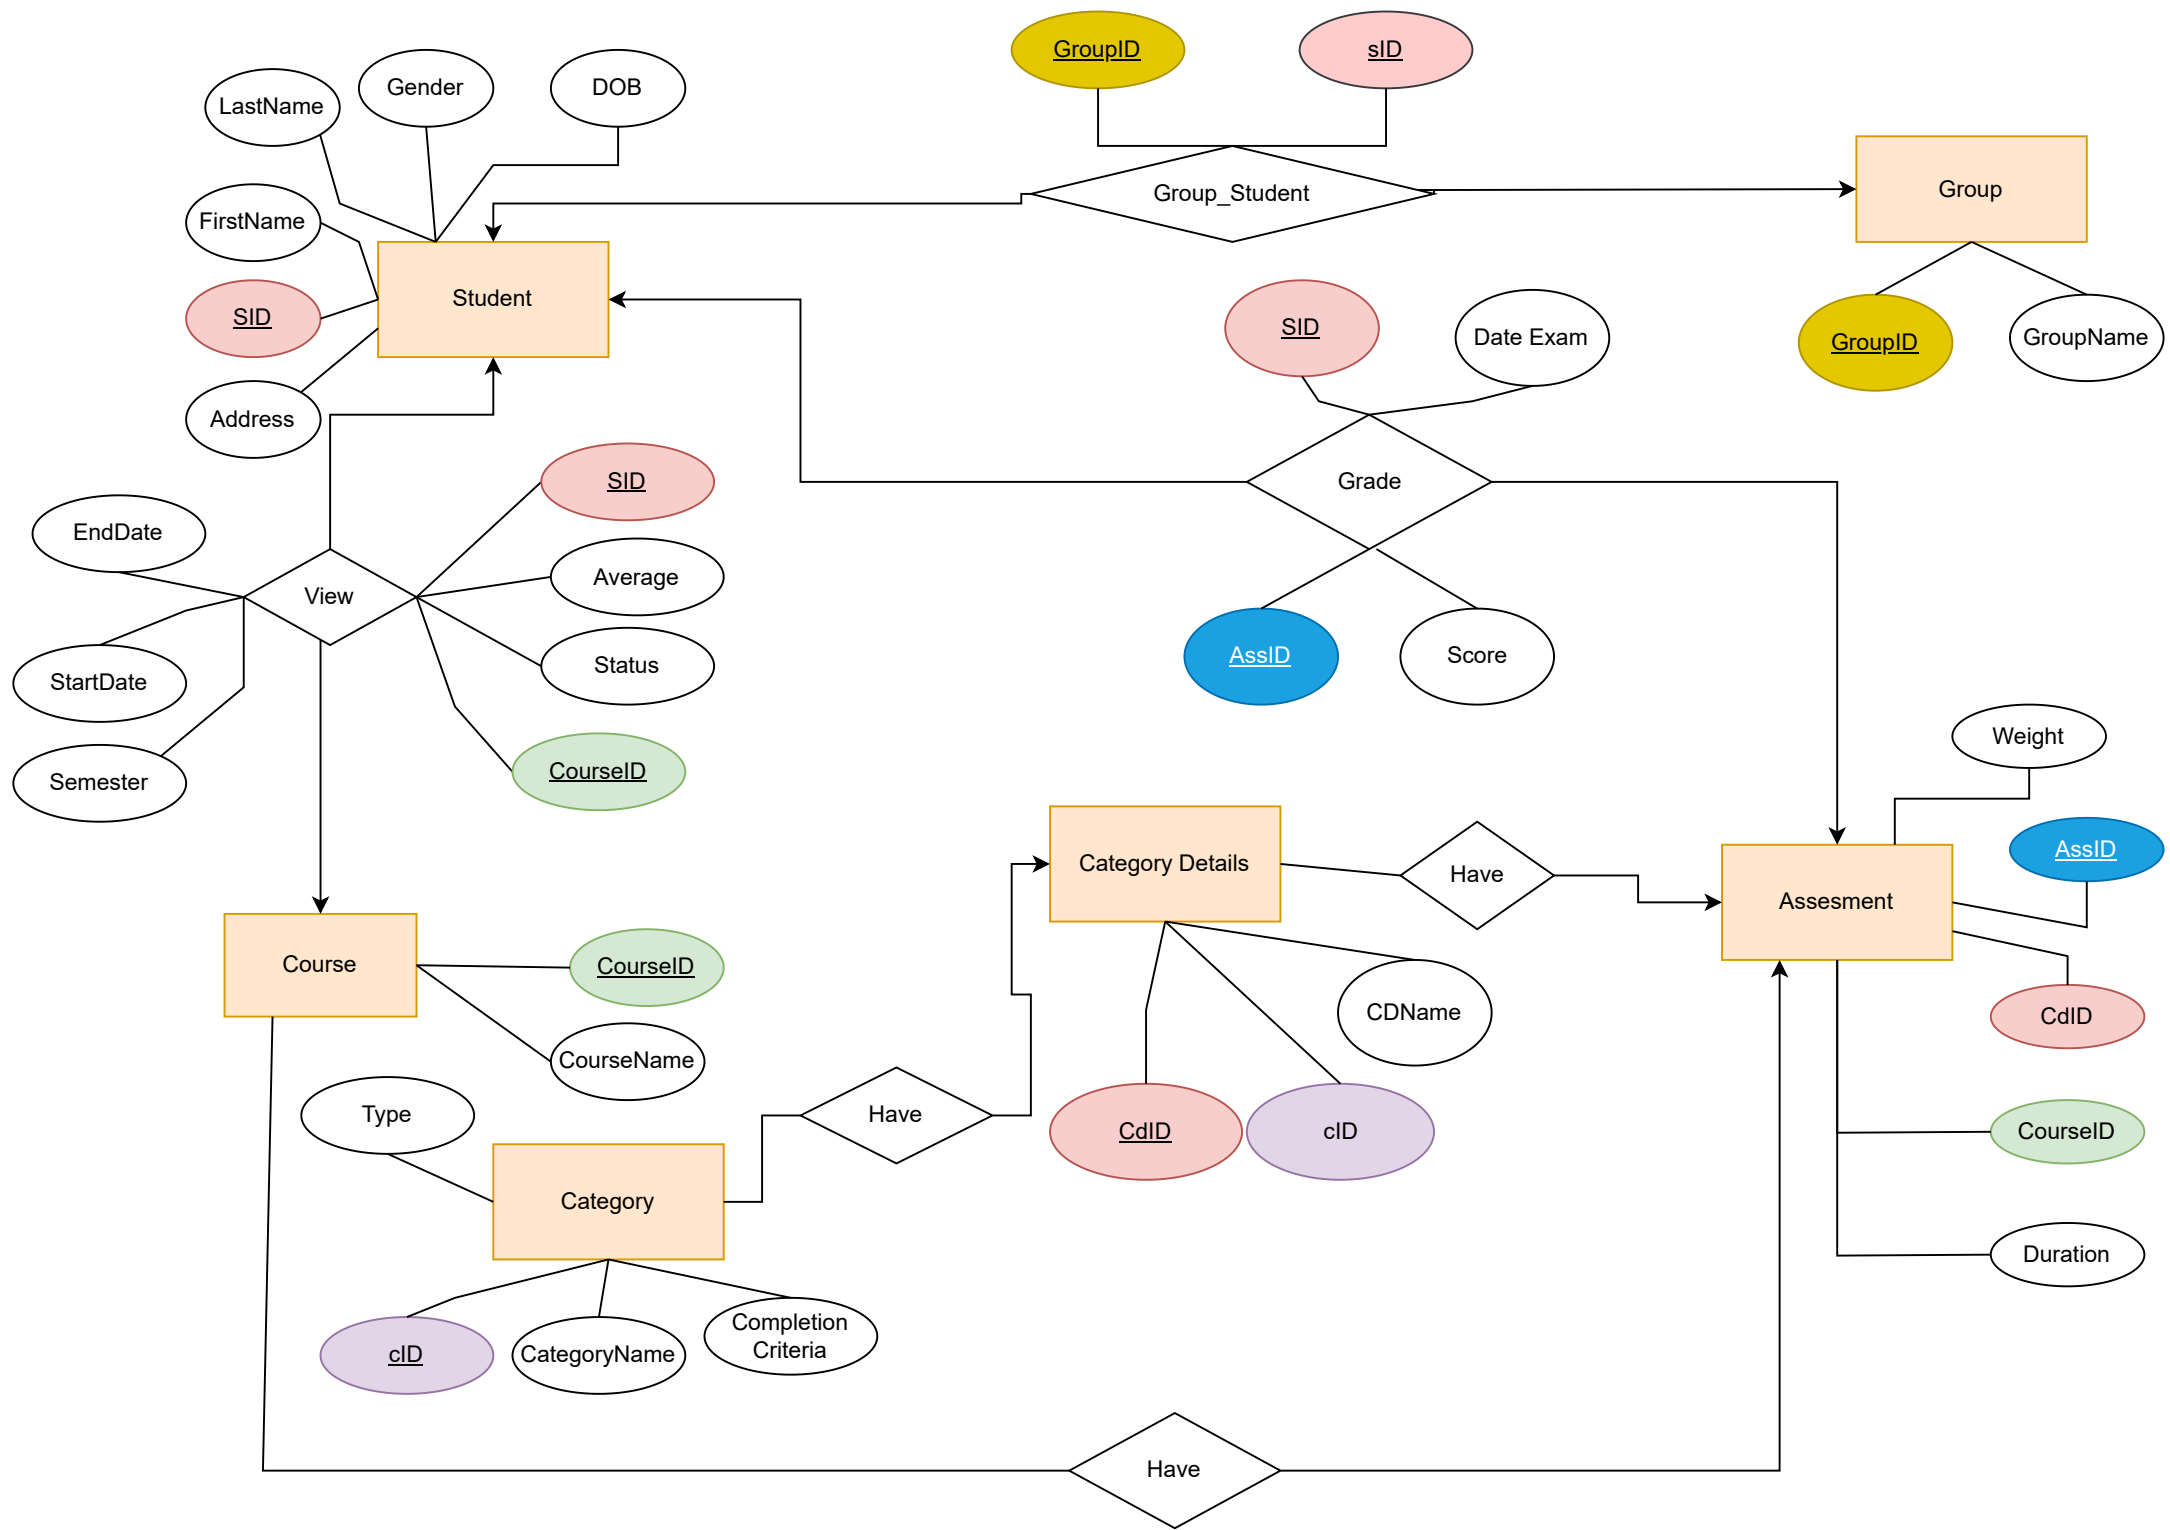 GroupID
sID
LastName
Gender
DOB
Group_Student
Group
FirstName
SID
Student
SID
Date Exam
GroupID
GroupName
Address
SID
Grade
EndDate
Average
View
Status
AssID
Score
StartDate
Semester
CourseID
Weight
AssID
Category Details
Have
Assesment
Course
CourseID
CDName
CdID
CourseName
Type
Have
CdID
cID
CourseID
Category
Duration
cID
CategoryName
Completion
Criteria
Have